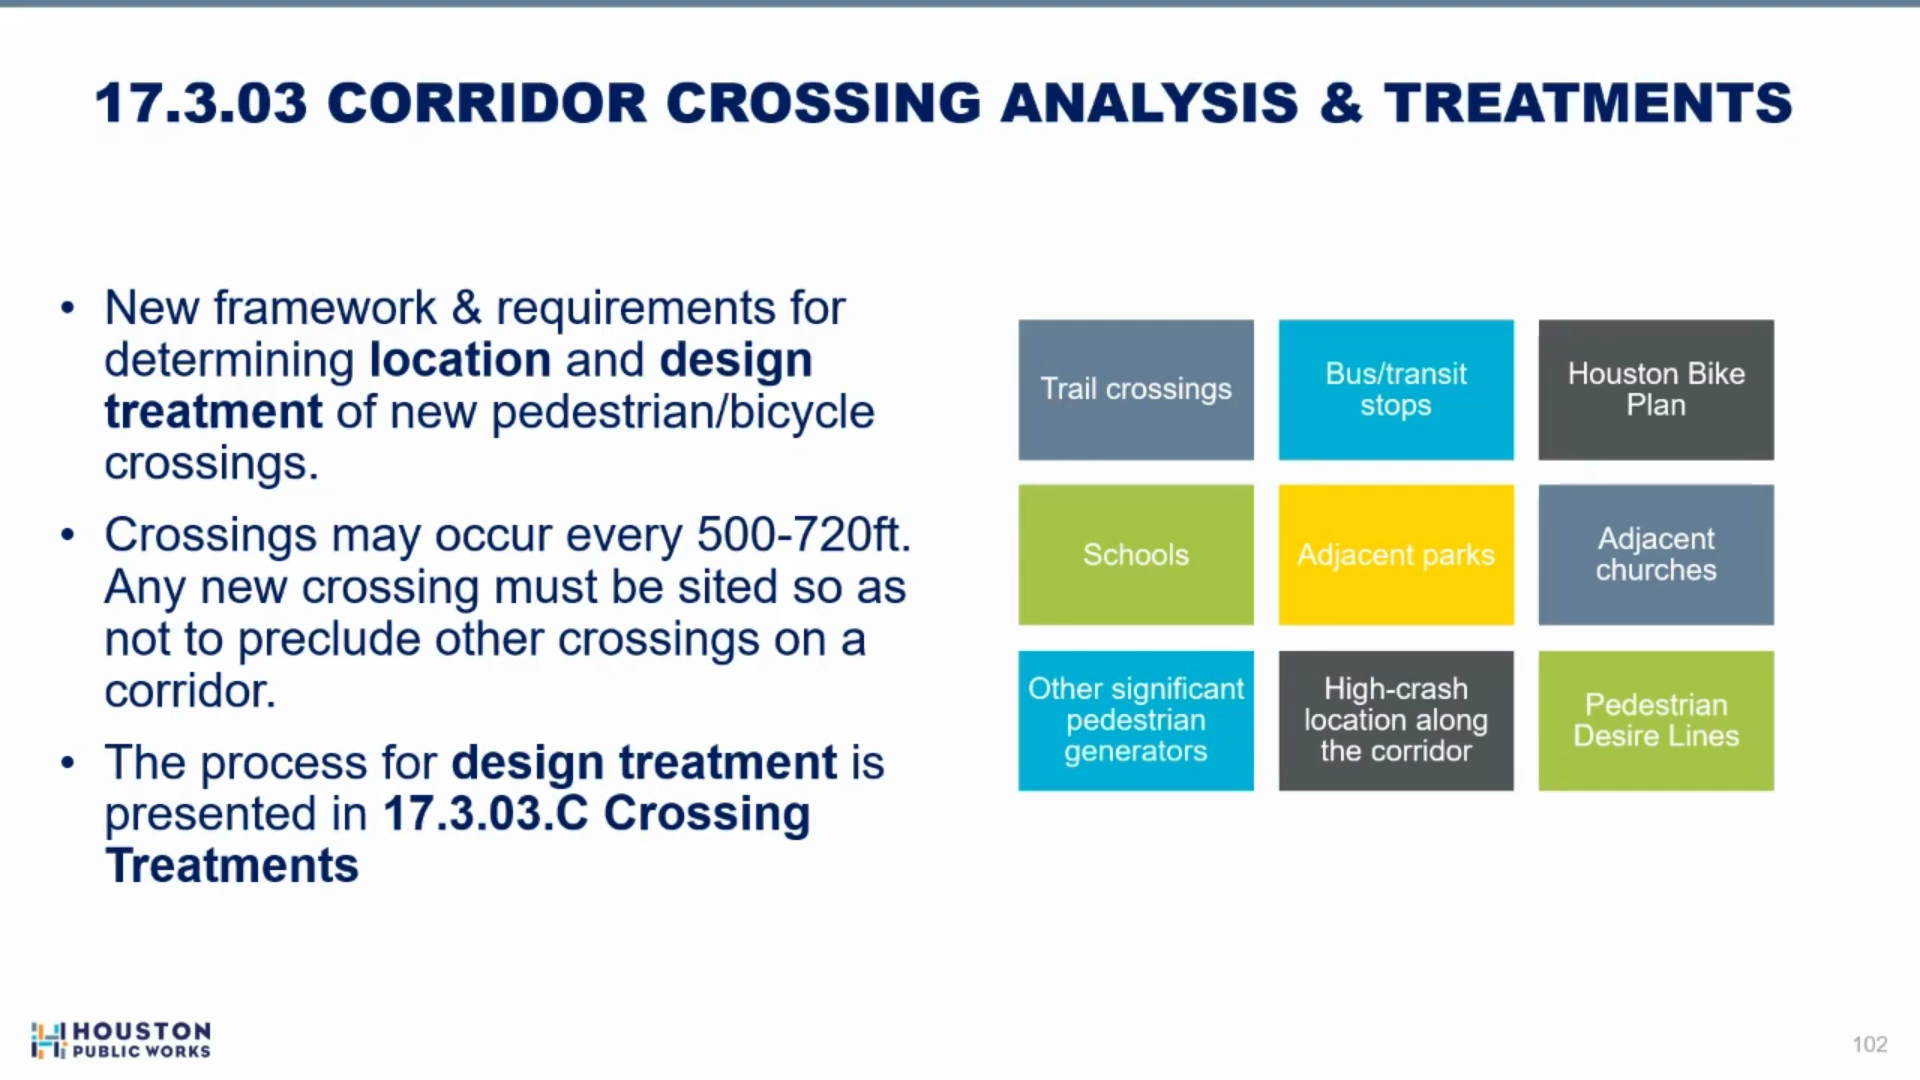 17.3.03 CORRIDOR CROSSING ANALYSIS & TREATMENTS
• New framework & requirements for
determining location and design
treatment of new pedestrian/bicycle
crossings.
• Crossings may occur every 500-720ft.
Any new crossing must be sited so as
not to preclude other crossings on a
corridor.
• The process for design treatment is
presented in 17.3.03.C Crossing
Treatments
Trail crossings
Bus/transit
stops
Houston Bike
Plan
Schools
Adjacent parks
Adjacent
churches
Other significant
pedestrian
generators
High-crash
location along
the corridor
Pedestrian
Desire Lines
HOUSTON
PUBLIC WORKS
102